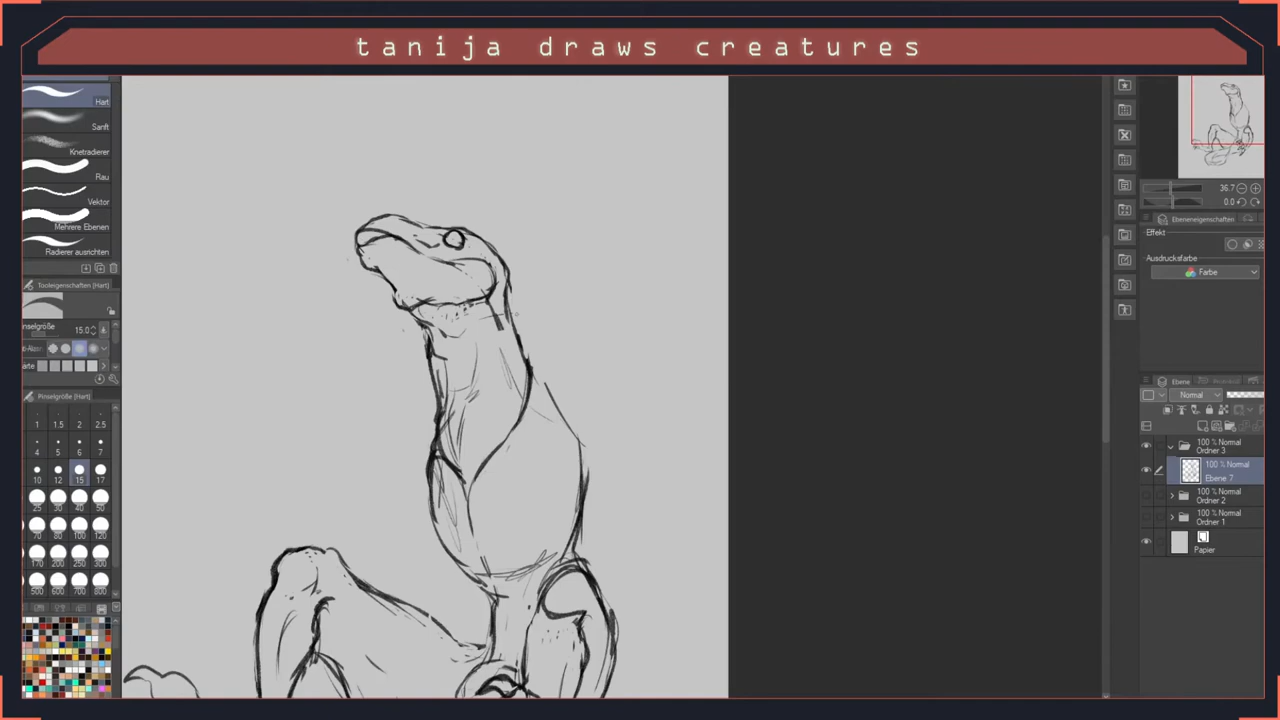 tanija draws creatures
Hart
Sanft
Knetradierer
Rau
Vektor
Mehrere Ebenen
Radierer ausrichten
Tooleigenschaften [Hart]
Pinselgröße 15.0
Pinselgröße [Hart]
1 1.5 2 2.5
4 5 6 7
10 12 15 17
25 30 40 50
70 80 100 120
150 200 250 300
500 600 700 800
36.7
0.0
Ebeneneigenschaften
Effekt
Ausdrucksfarbe
Farbe
Ebene
Normal
100 % Normal
Ordner 3
100 % Normal
Ebene 7
100 % Normal
Ordner 2
100 % Normal
Ordner 1
Papier